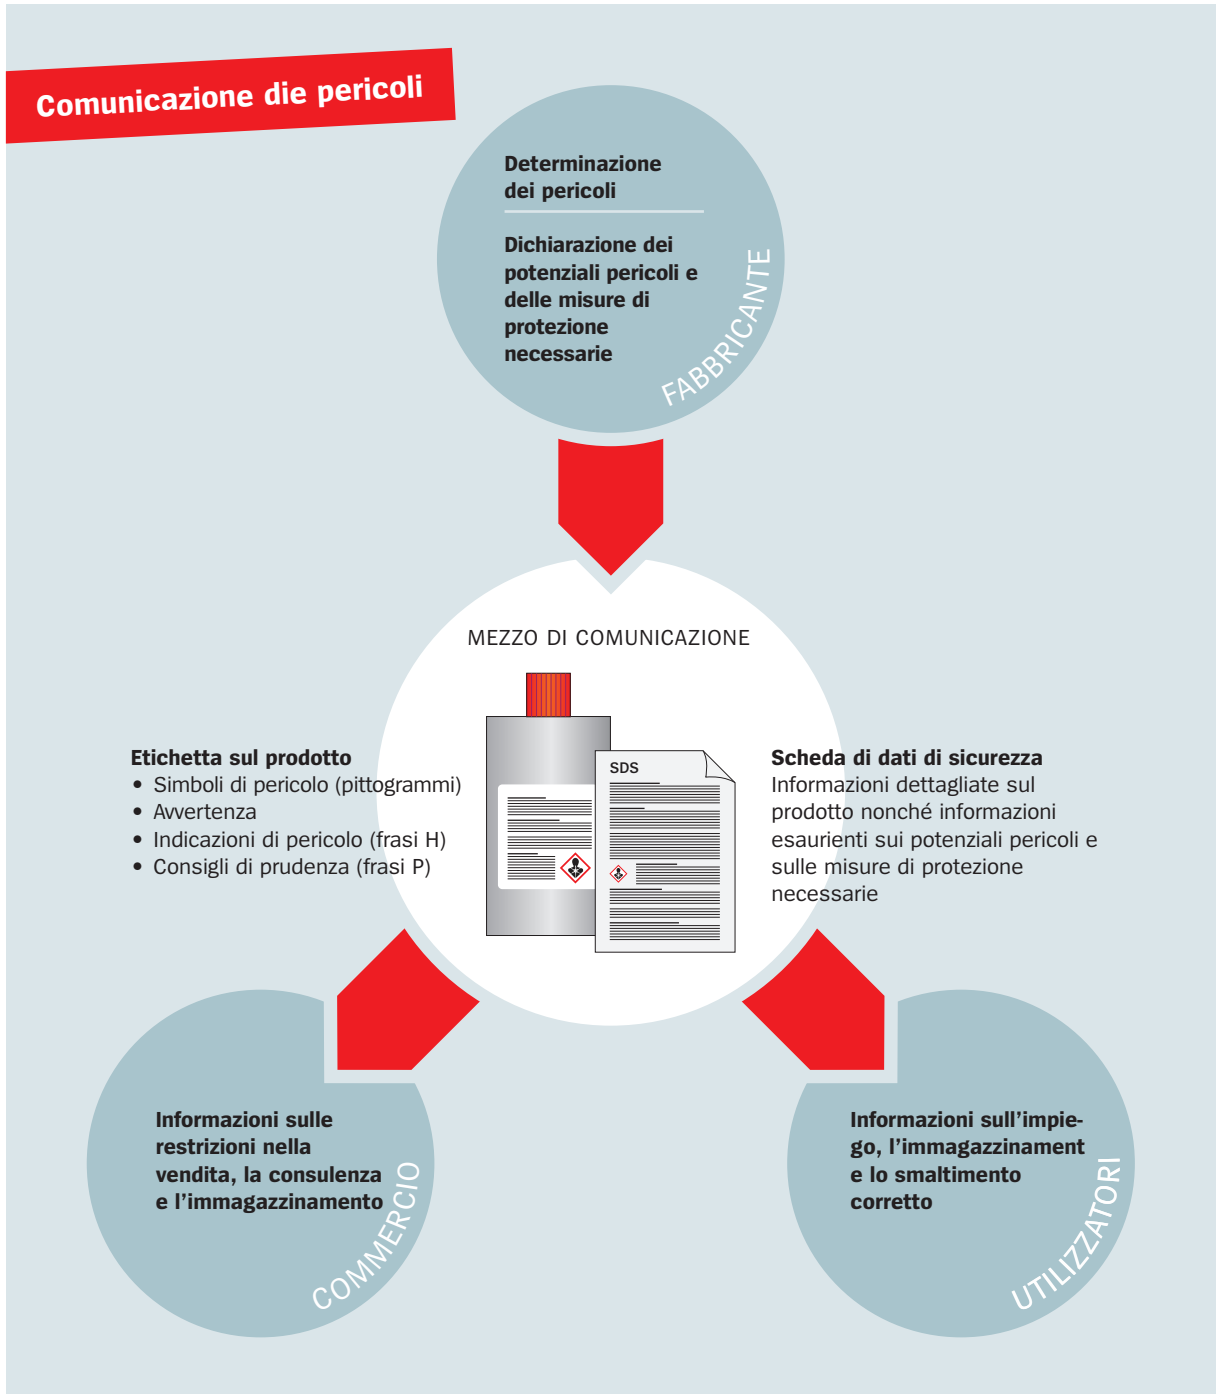 Comunicazione die pericoli
Determinazione
dei pericoli
Dichiarazione dei
potenziali pericoli e
delle misure di
protezione
necessarie
FABBRICANTE
MEZZO DI COMUNICAZIONE
Etichetta sul prodotto
• Simboli di pericolo (pittogrammi)
• Avvertenza
• Indicazioni di pericolo (frasi H)
• Consigli di prudenza (frasi P)
SDS
Scheda di dati di sicurezza
Informazioni dettagliate sul
prodotto nonché informazioni
esaurienti sui potenziali pericoli e
sulle misure di protezione
necessarie
Informazioni sulle
restrizioni nella
vendita, la consulenza
e l'immagazzinamento
COMMERCIO
Informazioni sull'impie-
go, l'immagazzinament
e lo smaltimento
corretto
UTILIZZATORI